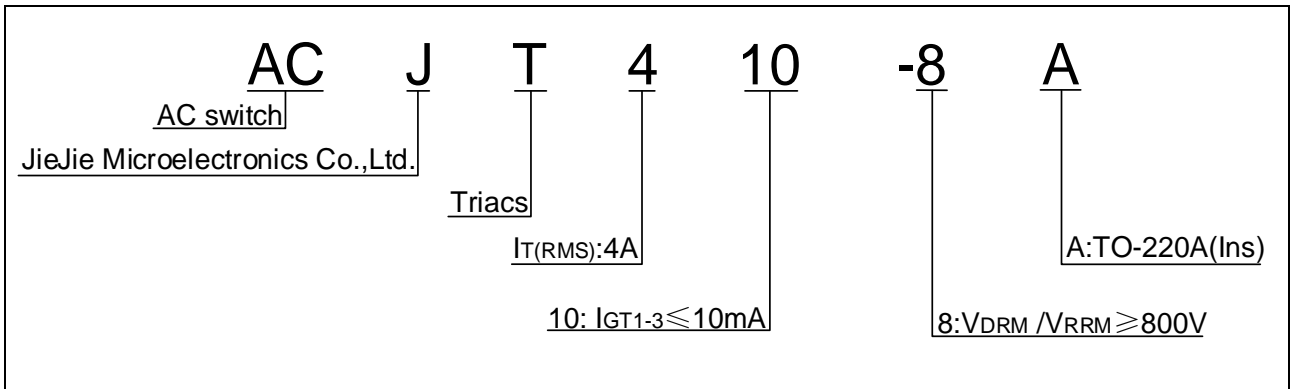 AC J T 4 10 -8 A
AC switch
JieJie Microelectronics Co.,Ltd.
Triacs
IT(RMS):4A
A:TO-220A(Ins)
10: IGT1-3≤10mA
8:VDRM /VRRM≥800V